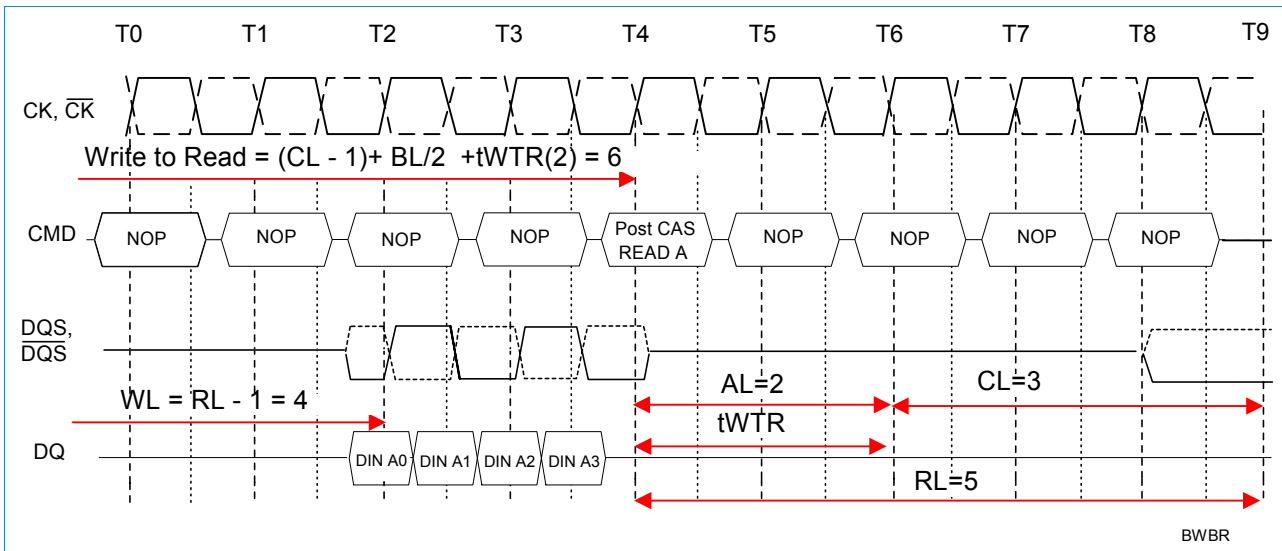 T0 T1 T2 T3 T4 T5 T6 T7 T8 T9
CK, C̅K̅
Write to Read = (CL - 1)+ BL/2 +tWTR(2) = 6
CMD NOP NOP NOP NOP Post CAS READ A NOP NOP NOP NOP
DQS,
D̅Q̅S̅
AL=2 CL=3
WL = RL - 1 = 4
tWTR
DQ DIN A0 DIN A1 DIN A2 DIN A3
RL=5
BWBR